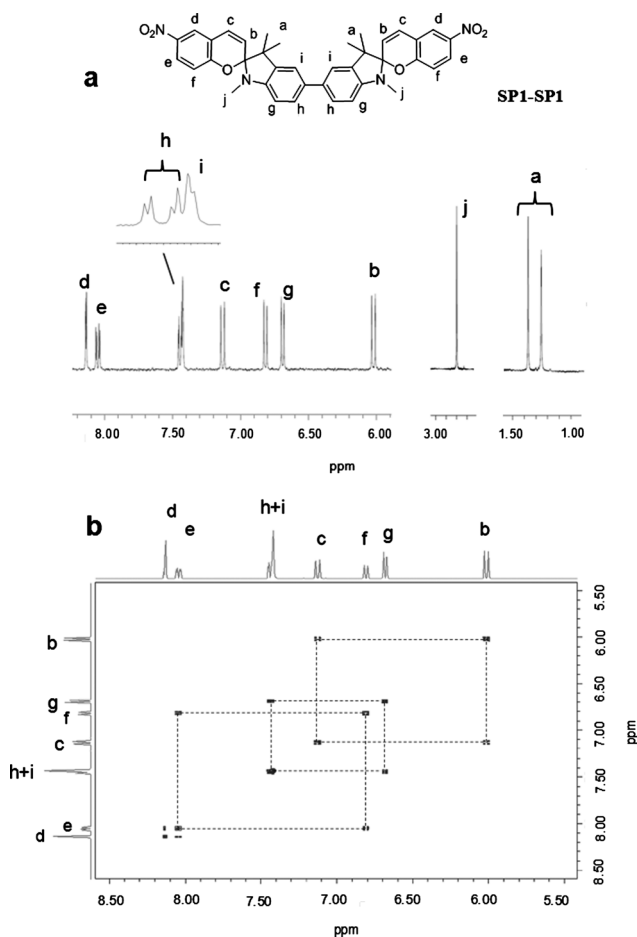 a
O₂N d c b a a b c d NO₂
e f O N i i N O f e
j g h h g j
SP1-SP1
h i
d e c f g b j a
8.00 7.50 7.00 6.50 6.00 3.00 1.50 1.00
ppm
b
d e h+i c f g b
b
g
f
c
h+i
e
d
5.50
6.00
6.50
7.00
7.50
8.00
8.50
ppm
8.50 8.00 7.50 7.00 6.50 6.00 5.50
ppm